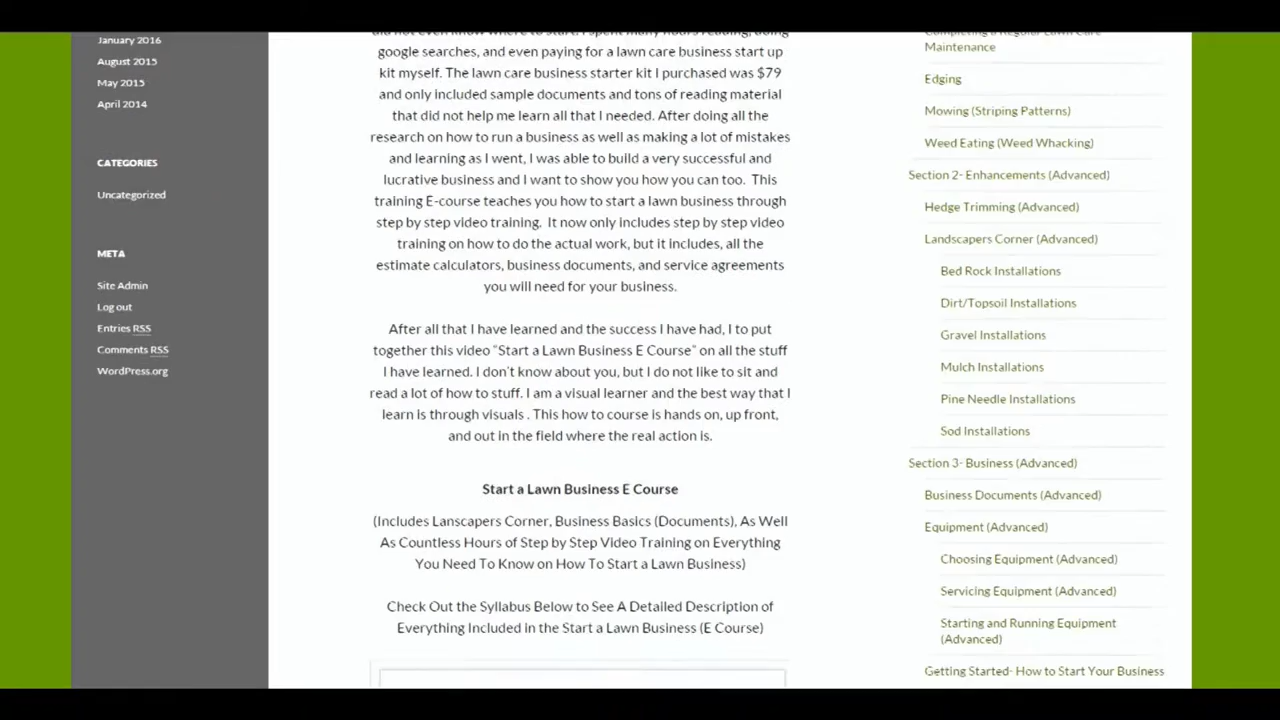 January 2016
August 2015
May 2015
April 2014
CATEGORIES
Uncategorized
META
Site Admin
Log out
Entries RSS
Comments RSS
WordPress.org
did not even know where to start. I spent many hours reading, doing
google searches, and even paying for a lawn care business start up
kit myself. The lawn care business starter kit I purchased was $79
and only included sample documents and tons of reading material
that did not help me learn all that I needed. After doing all the
research on how to run a business as well as making a lot of mistakes
and learning as I went, I was able to build a very successful and
lucrative business and I want to show you how you can too. This
training E-course teaches you how to start a lawn business through
step by step video training. It now only includes step by step video
training on how to do the actual work, but it includes, all the
estimate calculators, business documents, and service agreements
you will need for your business.
After all that I have learned and the success I have had, I to put
together this video “Start a Lawn Business E Course” on all the stuff
I have learned. I don’t know about you, but I do not like to sit and
read a lot of how to stuff. I am a visual learner and the best way that I
learn is through visuals . This how to course is hands on, up front,
and out in the field where the real action is.
Start a Lawn Business E Course
(Includes Lanscapers Corner, Business Basics (Documents), As Well
As Countless Hours of Step by Step Video Training on Everything
You Need To Know on How To Start a Lawn Business)
Check Out the Syllabus Below to See A Detailed Description of
Everything Included in the Start a Lawn Business (E Course)
Completing a Regular Lawn Care
Maintenance
Edging
Mowing (Striping Patterns)
Weed Eating (Weed Whacking)
Section 2- Enhancements (Advanced)
Hedge Trimming (Advanced)
Landscapers Corner (Advanced)
Bed Rock Installations
Dirt/Topsoil Installations
Gravel Installations
Mulch Installations
Pine Needle Installations
Sod Installations
Section 3- Business (Advanced)
Business Documents (Advanced)
Equipment (Advanced)
Choosing Equipment (Advanced)
Servicing Equipment (Advanced)
Starting and Running Equipment
(Advanced)
Getting Started- How to Start Your Business